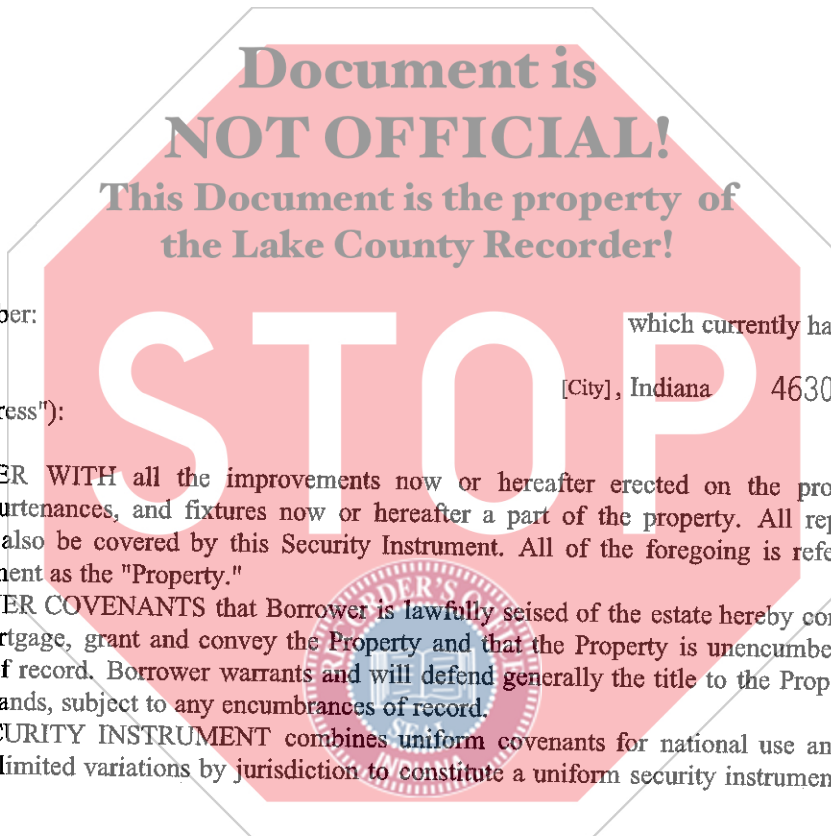 Document is
NOT OFFICIAL!
This Document is the property of
the Lake County Recorder!
STOP
ber:
which currently ha
[City], Indiana 4630
ress"):
ER WITH all the improvements now or hereafter erected on the pro
urtenances, and fixtures now or hereafter a part of the property. All rep
also be covered by this Security Instrument. All of the foregoing is refe
nent as the "Property."
ER COVENANTS that Borrower is lawfully seised of the estate hereby con
rtgage, grant and convey the Property and that the Property is unencumbe
f record. Borrower warrants and will defend generally the title to the Prop
ands, subject to any encumbrances of record.
CURITY INSTRUMENT combines uniform covenants for national use an
limited variations by jurisdiction to constitute a uniform security instrumen
SEAL
INDIANA